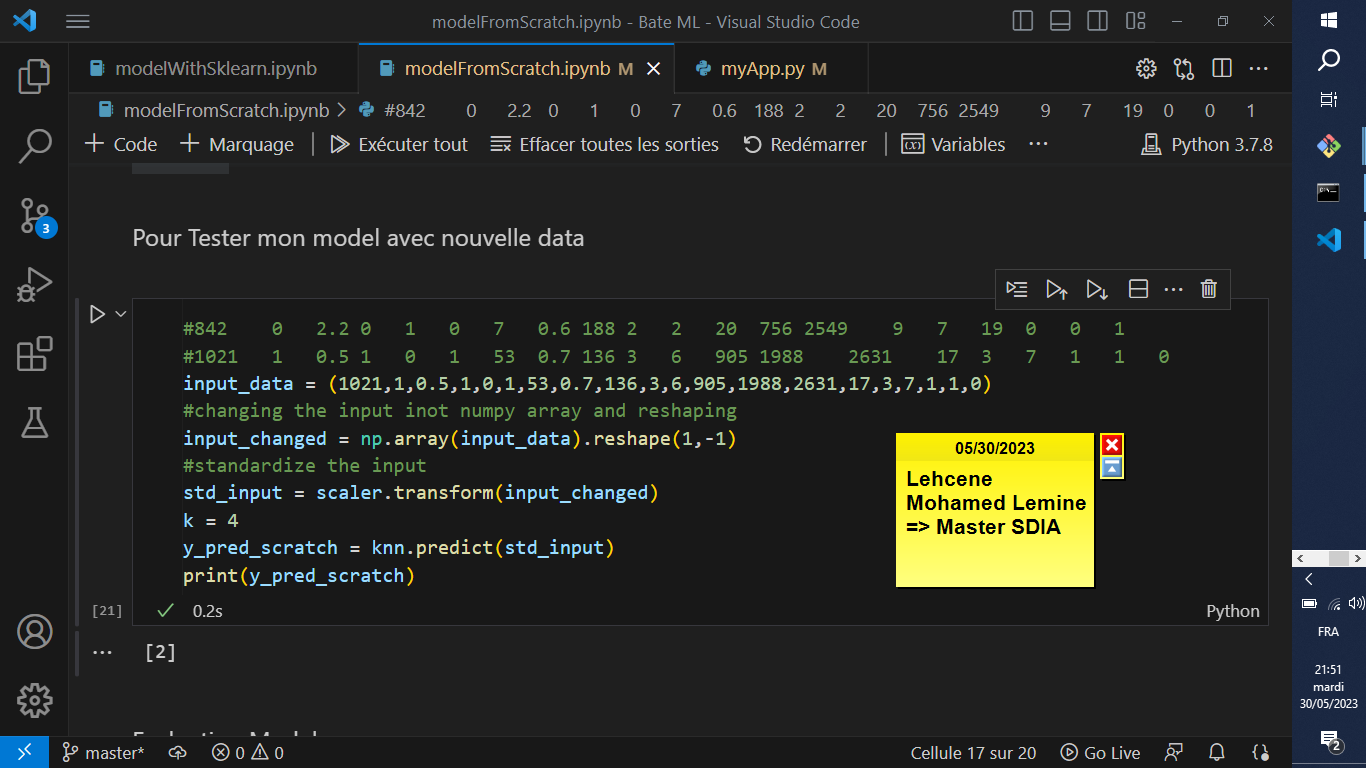 modelFromScratch.ipynb - Bate ML - Visual Studio Code
modelWithSklearn.ipynb
modelFromScratch.ipynb M
myApp.py M
modelFromScratch.ipynb > #842 0 2.2 0 1 0 7 0.6 188 2 2 20 756 2549 9 7 19 0 0 1
+ Code + Marquage | Exécuter tout Effacer toutes les sorties Redémarrer | Variables ... Python 3.7.8
Pour Tester mon model avec nouvelle data
#842 0 2.2 0 1 0 7 0.6 188 2 2 20 756 2549 9 7 19 0 0 1
#1021 1 0.5 1 0 1 53 0.7 136 3 6 905 1988 2631 17 3 7 1 1 0
input_data = (1021,1,0.5,1,0,1,53,0.7,136,3,6,905,1988,2631,17,3,7,1,1,0)
#changing the input inot numpy array and reshaping
input_changed = np.array(input_data).reshape(1,-1)
#standardize the input
std_input = scaler.transform(input_changed)
k = 4
y_pred_scratch = knn.predict(std_input)
print(y_pred_scratch)
[21] 0.2s
Python
... [2]
05/30/2023
Lehcene
Mohamed Lemine
=> Master SDIA
3
master* 0 0
Cellule 17 sur 20 Go Live
FRA
21:51
mardi
30/05/2023
2